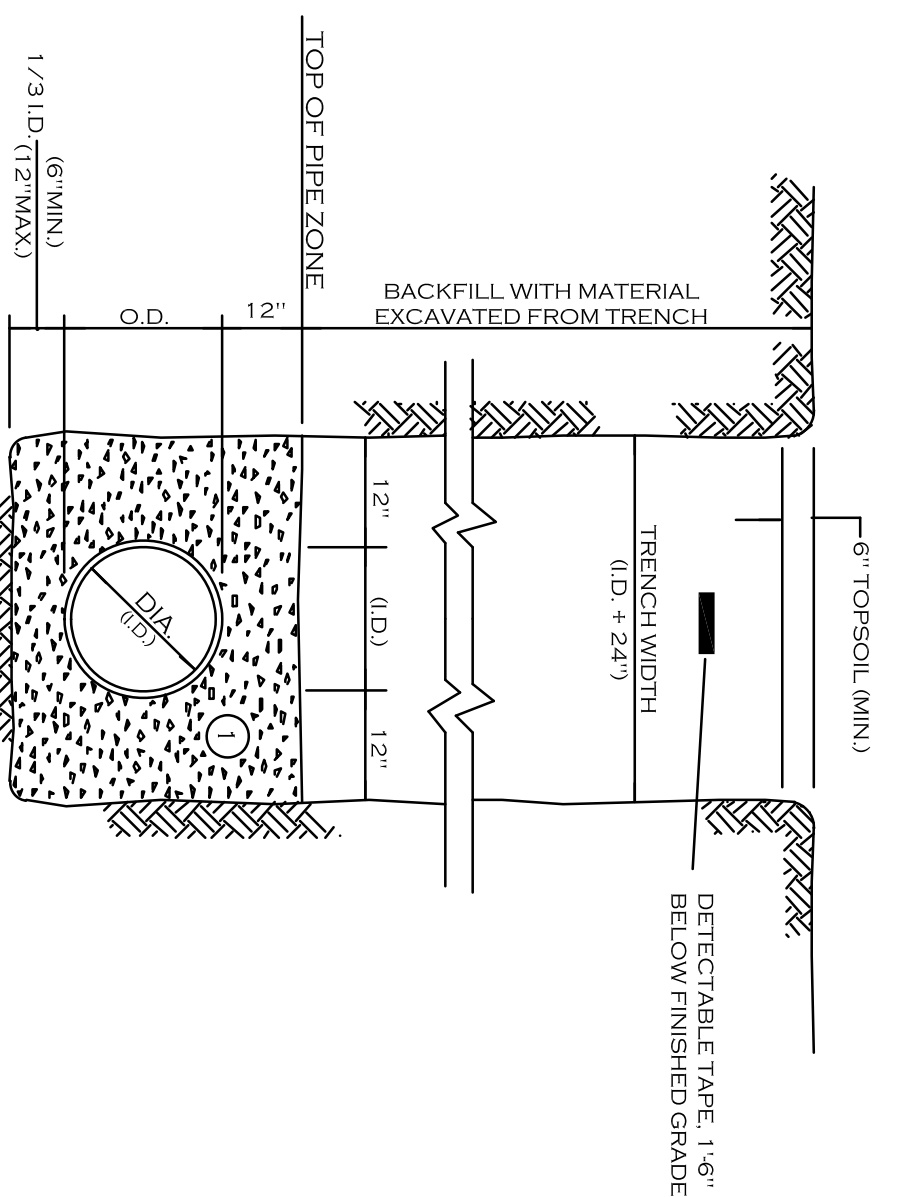 6" TOPSOIL (MIN.)
DETECTABLE TAPE, 1'-6"
BELOW FINISHED GRADE
TRENCH WIDTH
(I.D. + 24")
BACKFILL WITH MATERIAL
EXCAVATED FROM TRENCH
12"
(I.D.)
12"
TOP OF PIPE ZONE
12"
O.D.
DIA.
(I.D.)
1
1/3 I.D.
(6"MIN.)
(12"MAX.)